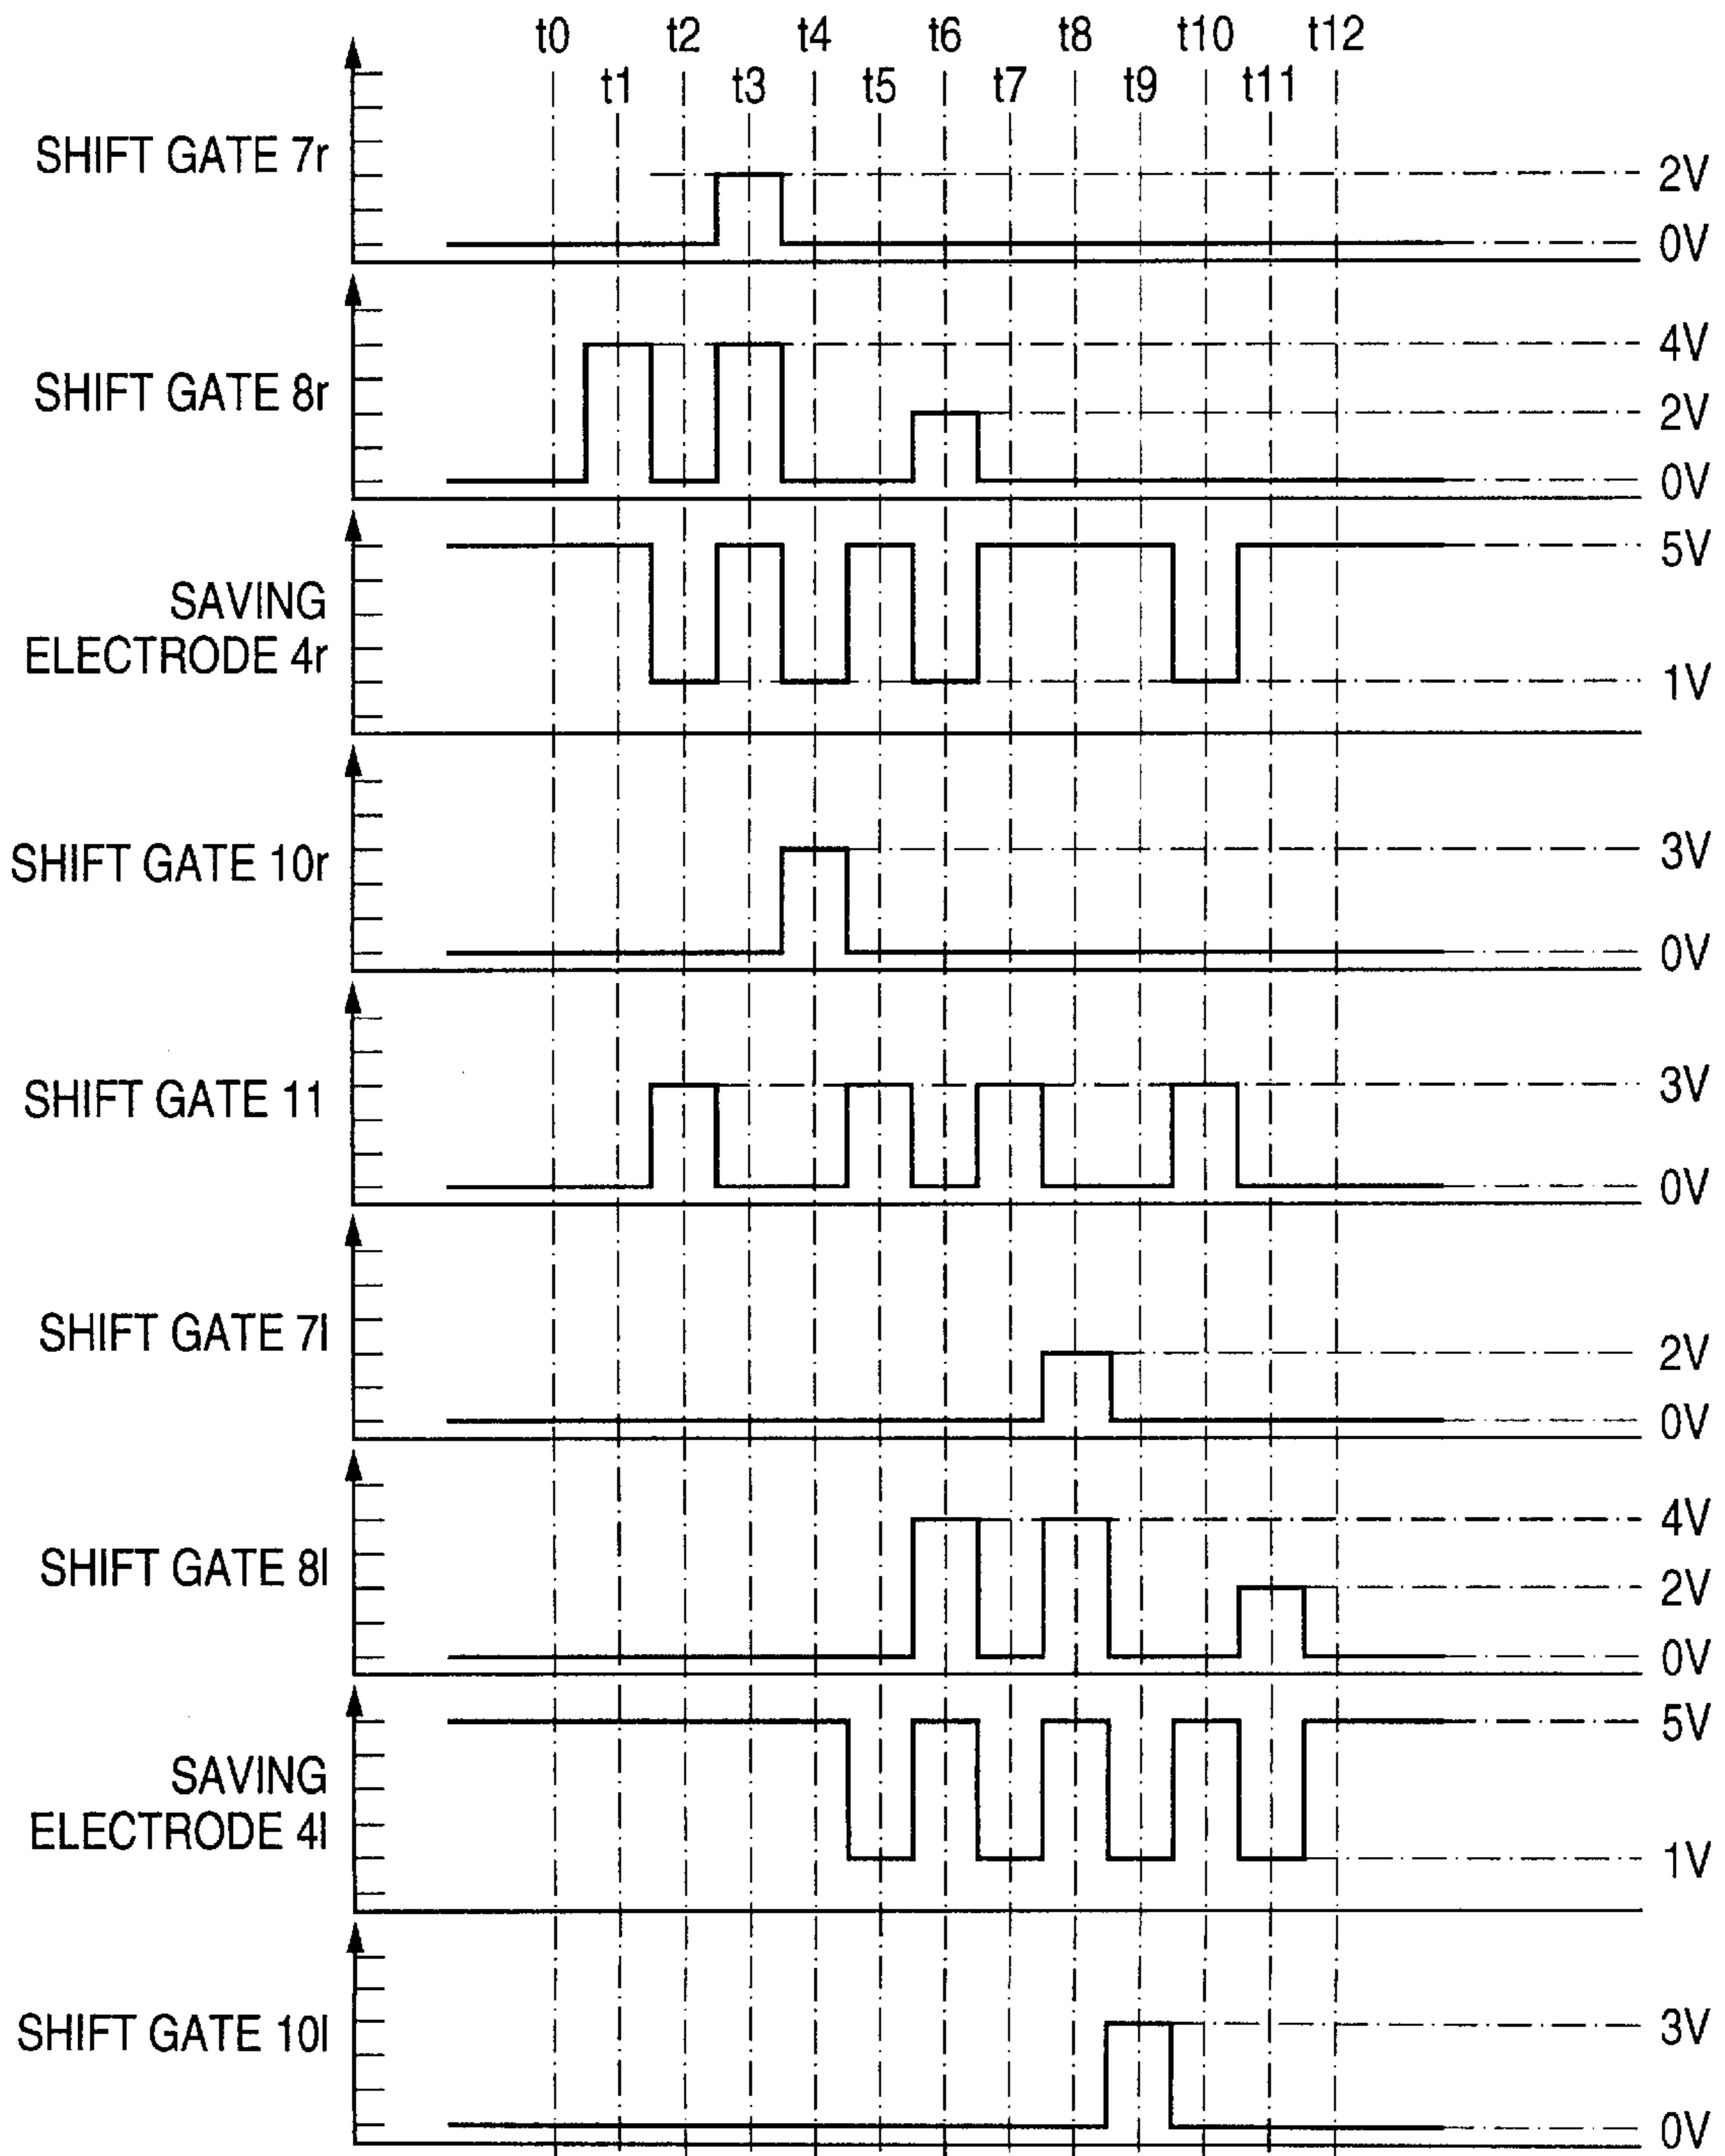 t0 t2 t4 t6 t8 t10 t12
t1 t3 t5 t7 t9 t11
SHIFT GATE 7r
2V
0V
SHIFT GATE 8r
4V
2V
0V
SAVING
ELECTRODE 4r
5V
1V
SHIFT GATE 10r
3V
0V
SHIFT GATE 11
3V
0V
SHIFT GATE 7l
2V
0V
SHIFT GATE 8l
4V
2V
0V
SAVING
ELECTRODE 4l
5V
1V
SHIFT GATE 10l
3V
0V